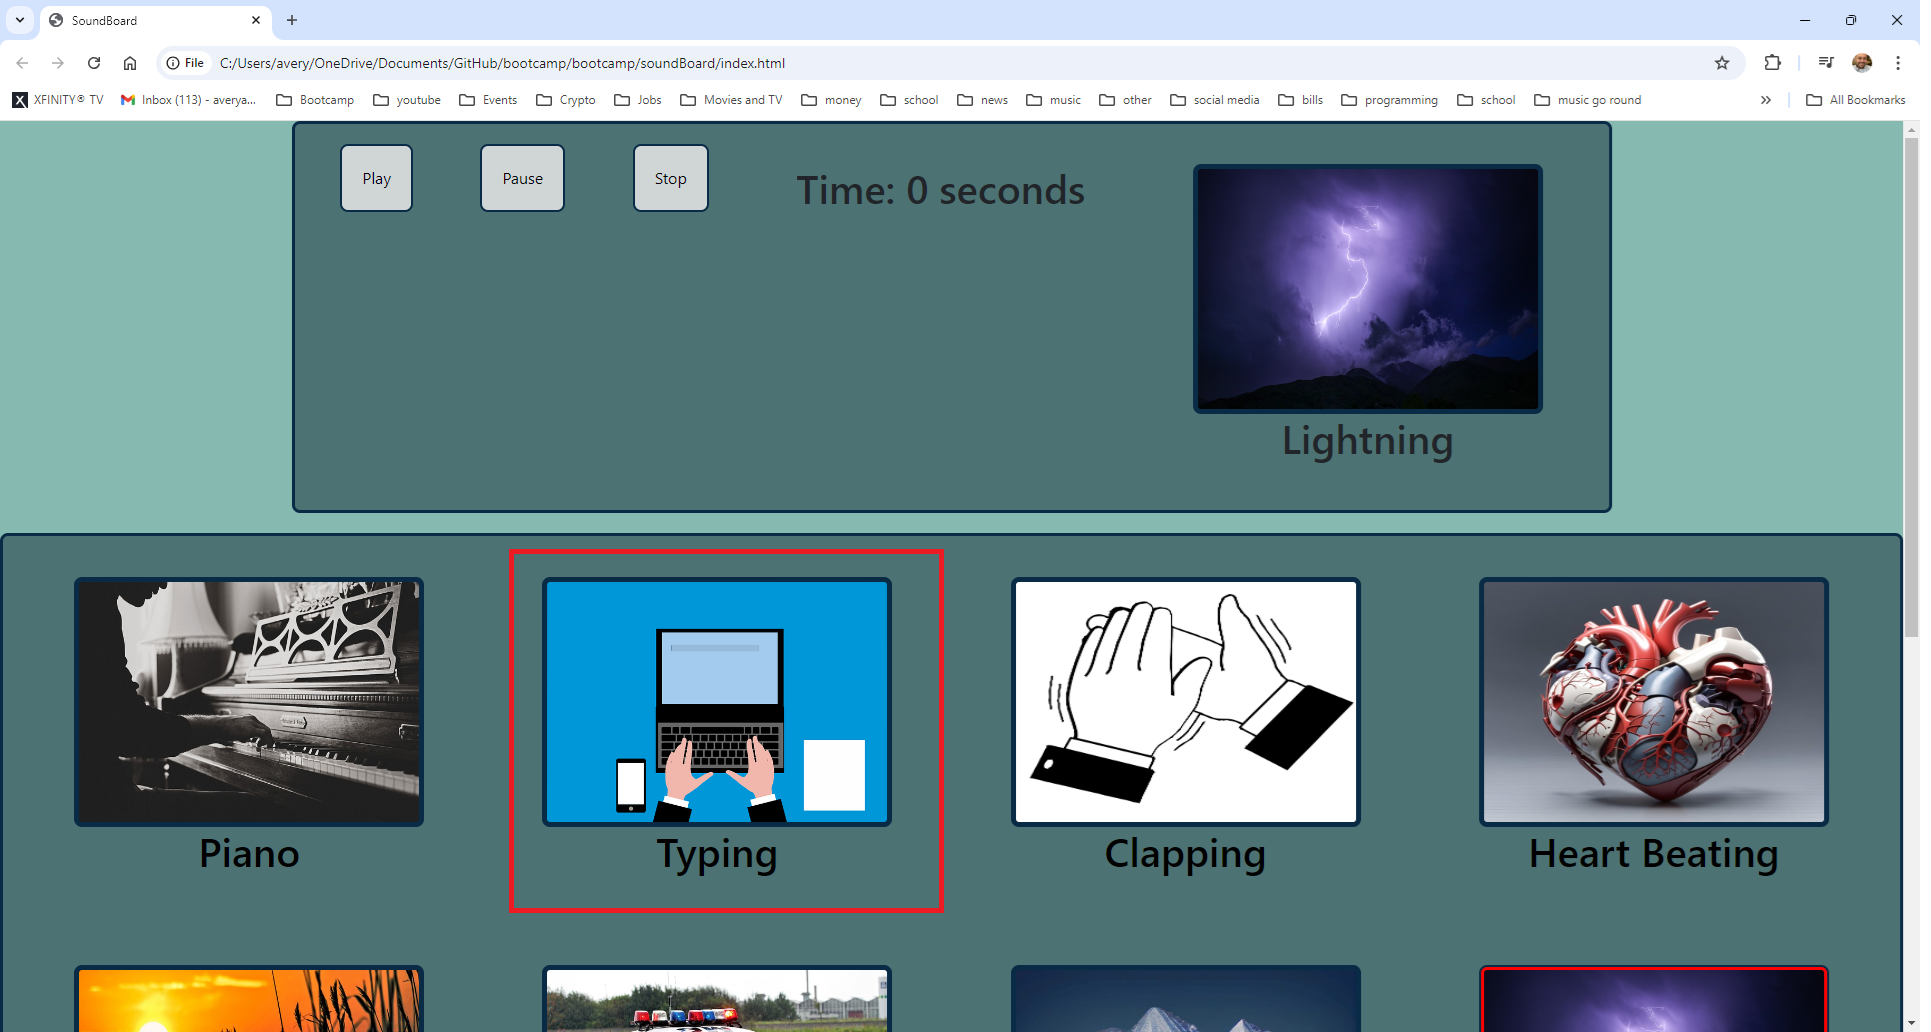 SoundBoard
File C:/Users/avery/OneDrive/Documents/GitHub/bootcamp/bootcamp/soundBoard/index.html
XFINITY® TV Inbox (113) - averya... Bootcamp youtube Events Crypto Jobs Movies and TV money school news music other social media bills programming school music go round All Bookmarks
Play Pause Stop Time: 0 seconds
Lightning
Piano Typing Clapping Heart Beating